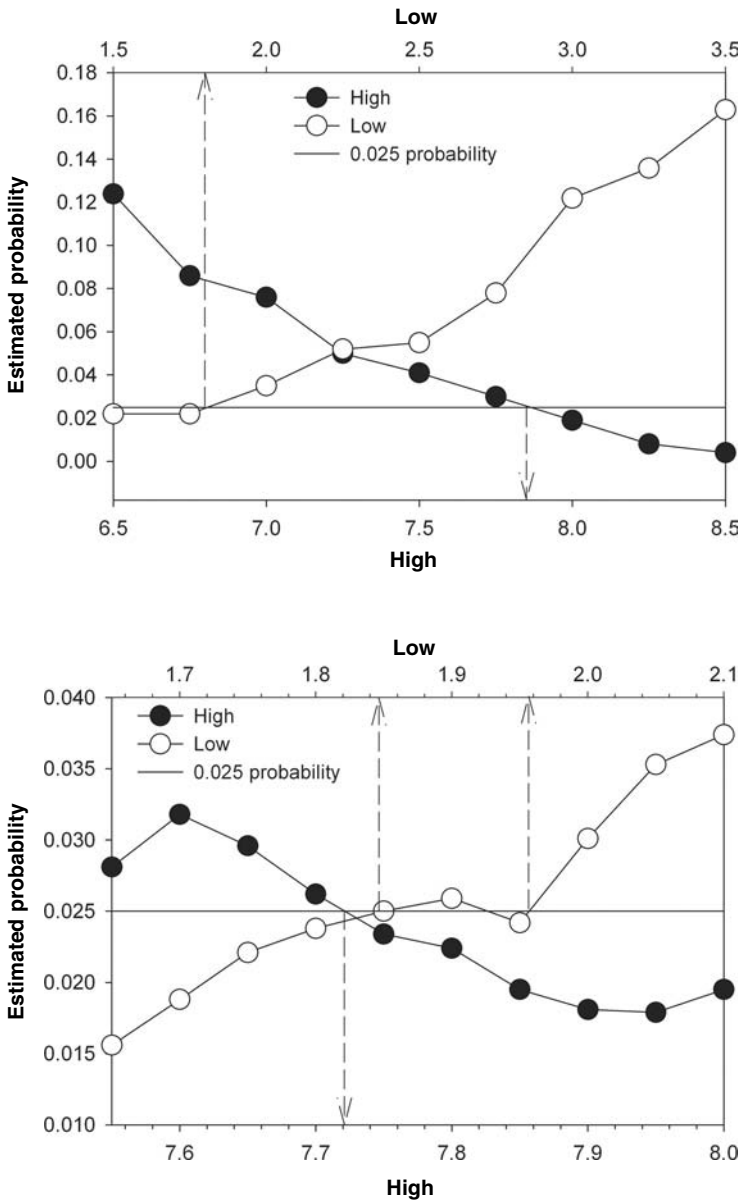 Low
1.5 2.0 2.5 3.0 3.5
0.18
0.16
0.14
0.12
0.10
0.08
0.06
0.04
0.02
0.00
Estimated probability
High
Low
0.025 probability
6.5 7.0 7.5 8.0 8.5
High
Low
1.7 1.8 1.9 2.0 2.1
0.040
0.035
0.030
0.025
0.020
0.015
0.010
Estimated probability
High
Low
0.025 probability
7.6 7.7 7.8 7.9 8.0
High